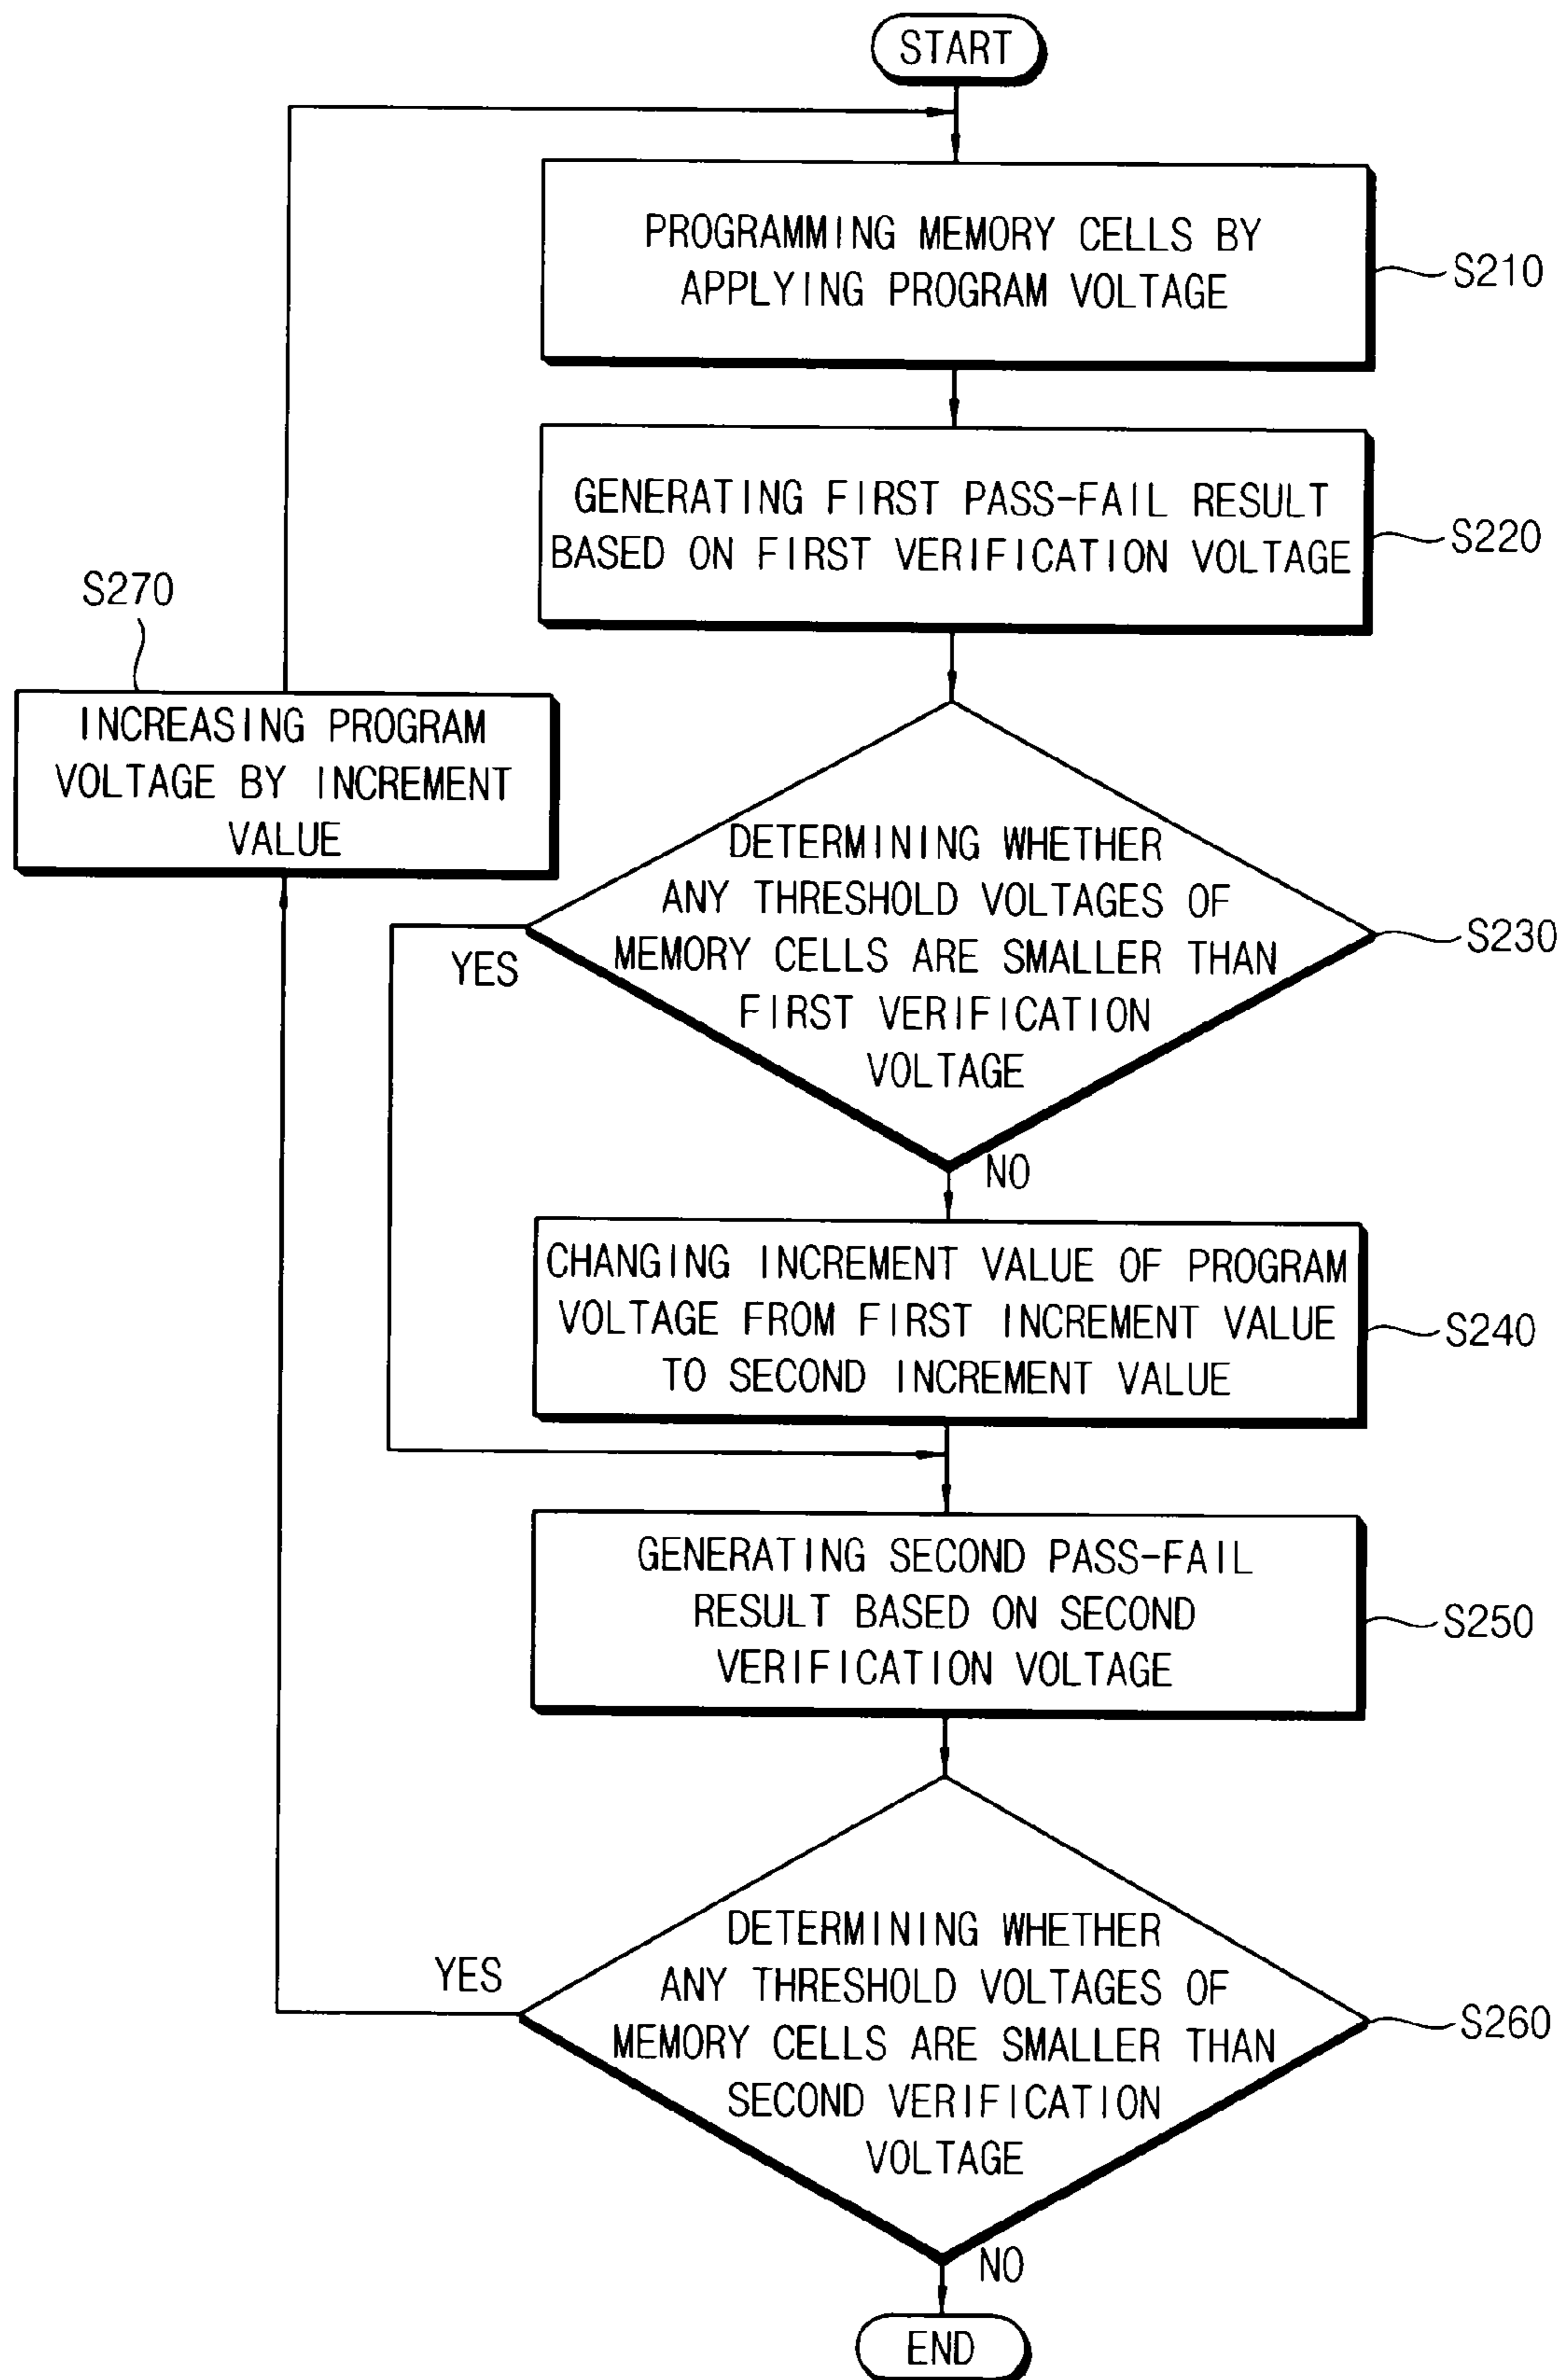 START
PROGRAMMING MEMORY CELLS BY
APPLYING PROGRAM VOLTAGE
S210
GENERATING FIRST PASS-FAIL RESULT
BASED ON FIRST VERIFICATION VOLTAGE
S220
S270
INCREASING PROGRAM
VOLTAGE BY INCREMENT
VALUE
DETERMINING WHETHER
ANY THRESHOLD VOLTAGES OF
MEMORY CELLS ARE SMALLER THAN
FIRST VERIFICATION
VOLTAGE
S230
YES
NO
CHANGING INCREMENT VALUE OF PROGRAM
VOLTAGE FROM FIRST INCREMENT VALUE
TO SECOND INCREMENT VALUE
S240
GENERATING SECOND PASS-FAIL
RESULT BASED ON SECOND
VERIFICATION VOLTAGE
S250
DETERMINING WHETHER
ANY THRESHOLD VOLTAGES OF
MEMORY CELLS ARE SMALLER THAN
SECOND VERIFICATION
VOLTAGE
S260
YES
NO
END